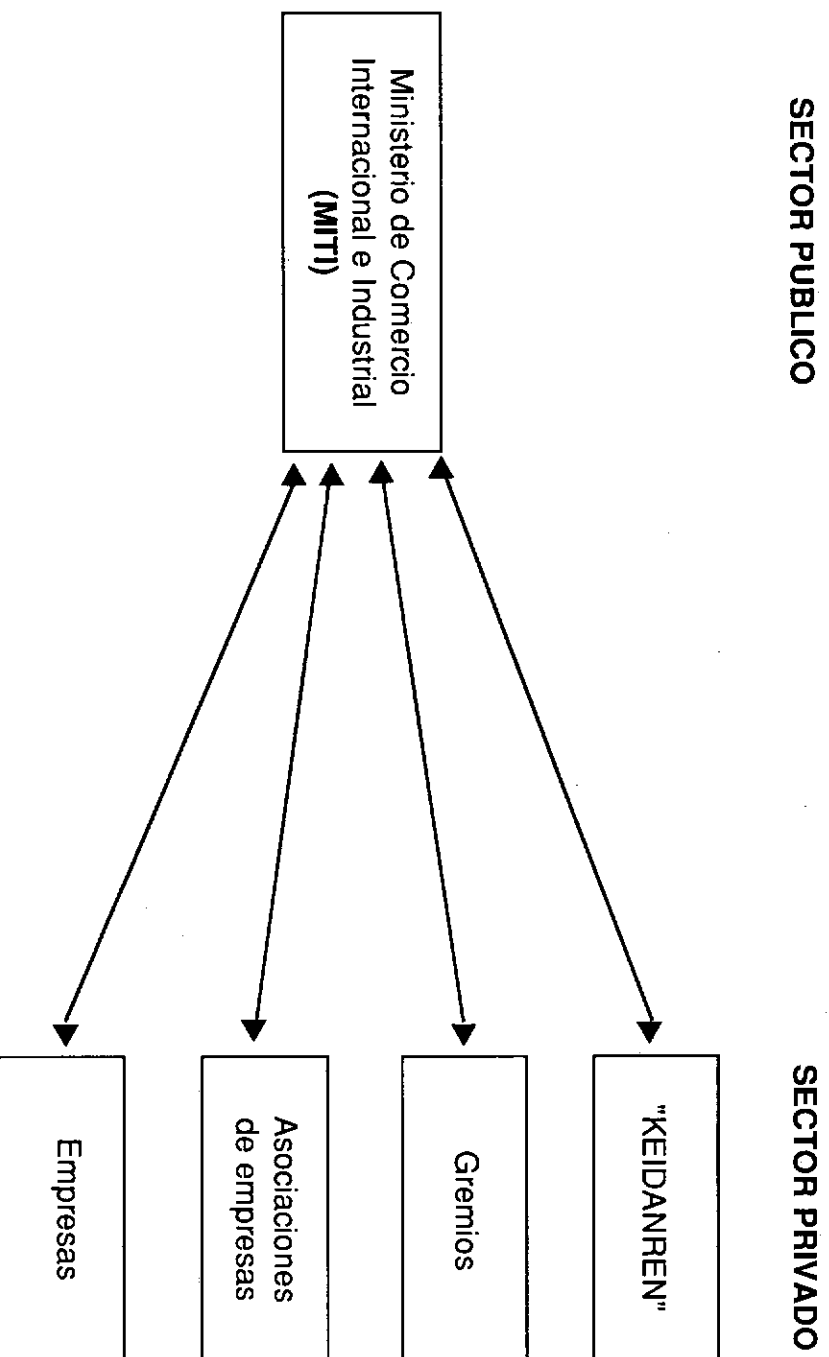 SECTOR PUBLICO
SECTOR PRIVADO
Ministerio de Comercio
Internacional e Industrial
(MITI)
"KEIDANREN"
Gremios
Asociaciones
de empresas
Empresas